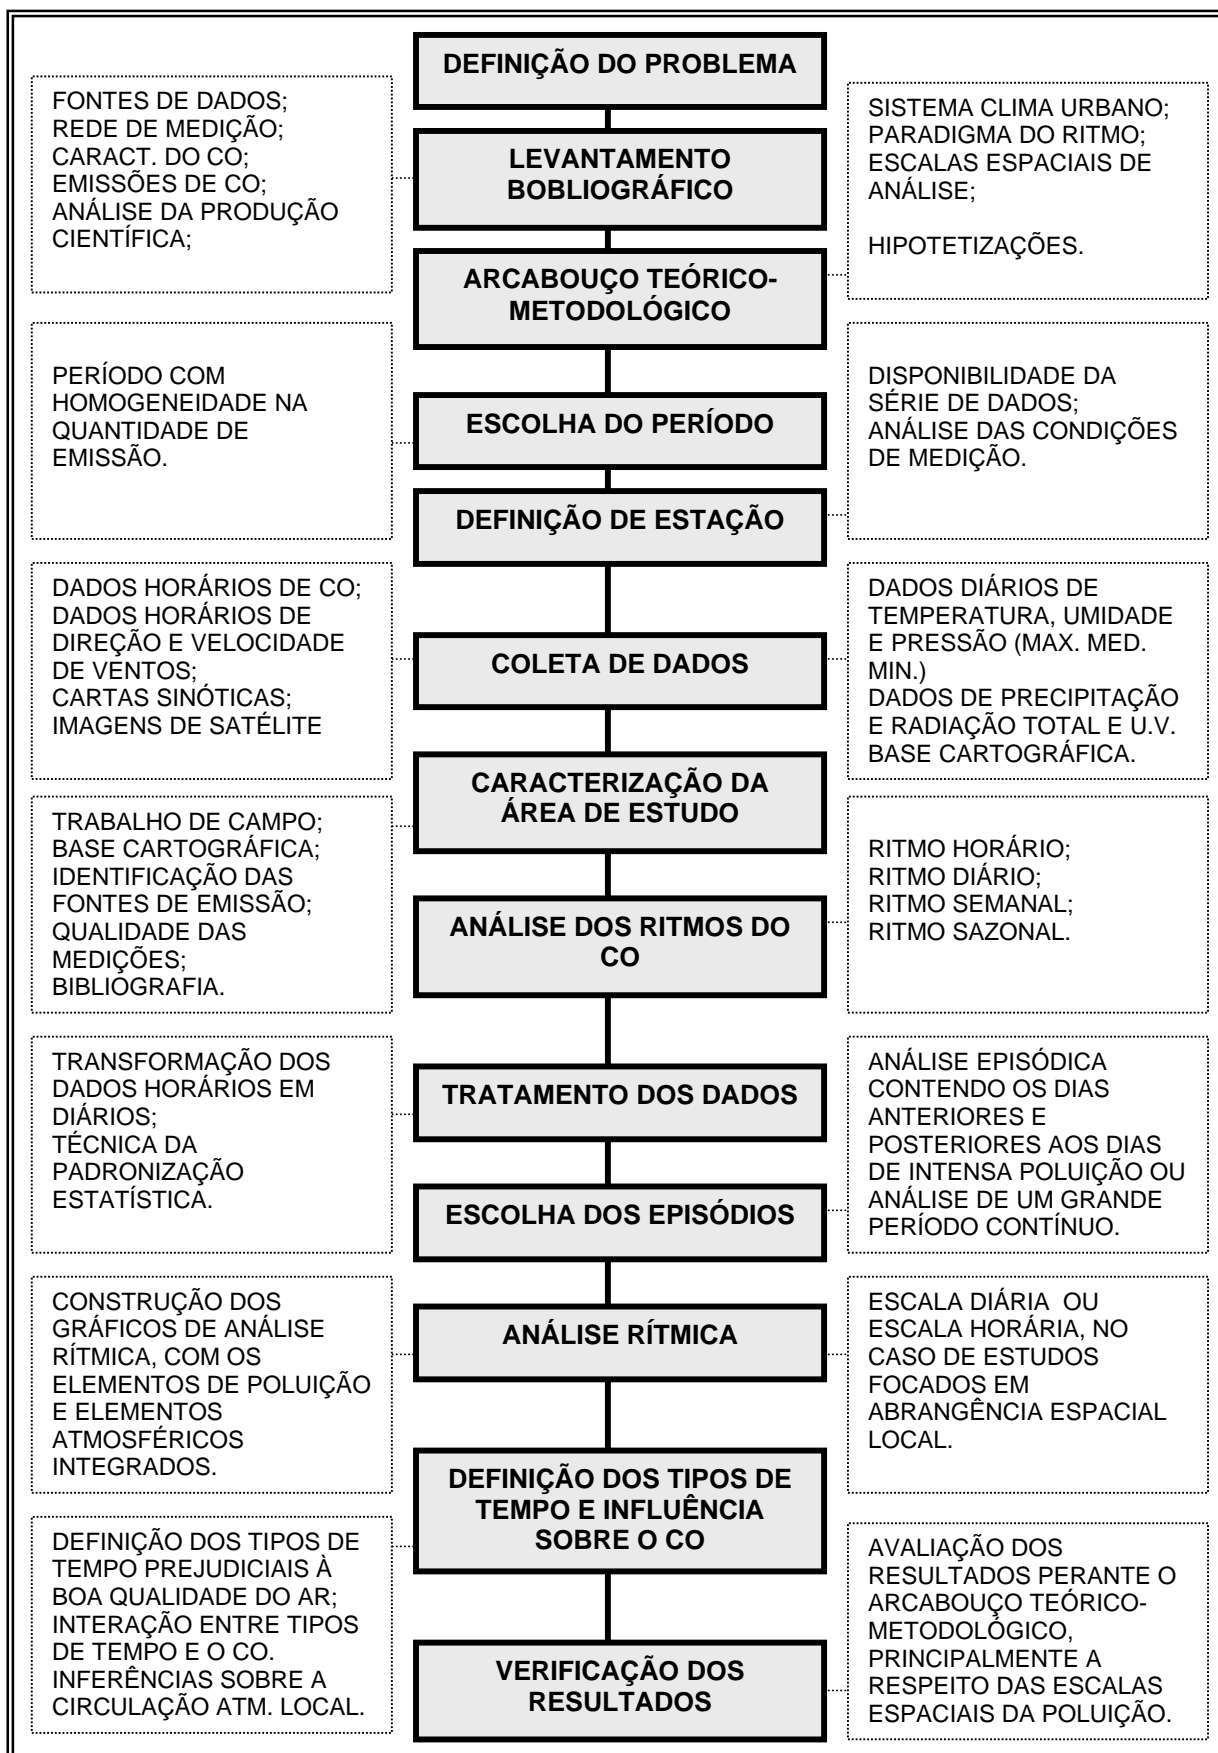 DEFINIÇÃO DO PROBLEMA
FONTES DE DADOS;
REDE DE MEDIÇÃO;
CARACT. DO CO;
EMISSÕES DE CO;
ANÁLISE DA PRODUÇÃO
CIENTÍFICA;
LEVANTAMENTO
BOBLIOGRÁFICO
SISTEMA CLIMA URBANO;
PARADIGMA DO RITMO;
ESCALAS ESPACIAIS DE
ANÁLISE;
HIPOTETIZAÇÕES.
ARCABOUÇO TEÓRICO-
METODOLÓGICO
PERÍODO COM
HOMOGENEIDADE NA
QUANTIDADE DE
EMISSÃO.
ESCOLHA DO PERÍODO
DISPONIBILIDADE DA
SÉRIE DE DADOS;
ANÁLISE DAS CONDIÇÕES
DE MEDIÇÃO.
DEFINIÇÃO DE ESTAÇÃO
DADOS HORÁRIOS DE CO;
DADOS HORÁRIOS DE
DIREÇÃO E VELOCIDADE
DE VENTOS;
CARTAS SINÓTICAS;
IMAGENS DE SATÉLITE
COLETA DE DADOS
DADOS DIÁRIOS DE
TEMPERATURA, UMIDADE
E PRESSÃO (MAX. MED.
MIN.)
DADOS DE PRECIPITAÇÃO
E RADIAÇÃO TOTAL E U.V.
BASE CARTOGRÁFICA.
CARACTERIZAÇÃO DA
ÁREA DE ESTUDO
TRABALHO DE CAMPO;
BASE CARTOGRÁFICA;
IDENTIFICAÇÃO DAS
FONTES DE EMISSÃO;
QUALIDADE DAS
MEDIÇÕES;
BIBLIOGRAFIA.
ANÁLISE DOS RITMOS DO
CO
RITMO HORÁRIO;
RITMO DIÁRIO;
RITMO SEMANAL;
RITMO SAZONAL.
TRANSFORMAÇÃO DOS
DADOS HORÁRIOS EM
DIÁRIOS;
TÉCNICA DA
PADRONIZAÇÃO
ESTATÍSTICA.
TRATAMENTO DOS DADOS
ANÁLISE EPISÓDICA
CONTENDO OS DIAS
ANTERIORES E
POSTERIORES AOS DIAS
DE INTENSA POLUIÇÃO OU
ANÁLISE DE UM GRANDE
PERÍODO CONTÍNUO.
ESCOLHA DOS EPISÓDIOS
CONSTRUÇÃO DOS
GRÁFICOS DE ANÁLISE
RÍTMICA, COM OS
ELEMENTOS DE POLUIÇÃO
E ELEMENTOS
ATMOSFÉRICOS
INTEGRADOS.
ANÁLISE RÍTMICA
ESCALA DIÁRIA OU
ESCALA HORÁRIA, NO
CASO DE ESTUDOS
FOCADOS EM
ABRANGÊNCIA ESPACIAL
LOCAL.
DEFINIÇÃO DOS TIPOS DE
TEMPO E INFLUÊNCIA
SOBRE O CO
DEFINIÇÃO DOS TIPOS DE
TEMPO PREJUDICIAIS À
BOA QUALIDADE DO AR;
INTERAÇÃO ENTRE TIPOS
DE TEMPO E O CO.
INFERÊNCIAS SOBRE A
CIRCULAÇÃO ATM. LOCAL.
VERIFICAÇÃO DOS
RESULTADOS
AVALIAÇÃO DOS
RESULTADOS PERANTE O
ARCABOUÇO TEÓRICO-
METODOLÓGICO,
PRINCIPALMENTE A
RESPEITO DAS ESCALAS
ESPACIAIS DA POLUIÇÃO.